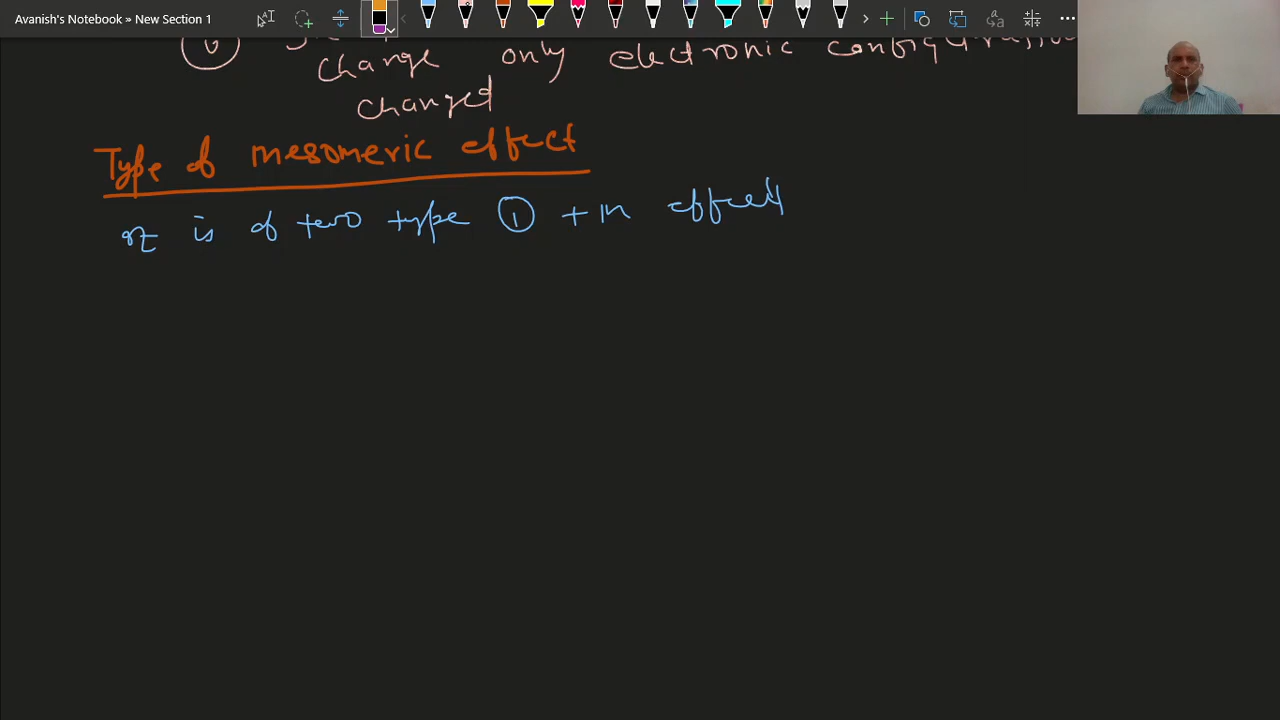 Avanish's Notebook » New Section 1
6
change only electronic configuration
changed
Type of mesomeric effect
It is of two type ① +m effect